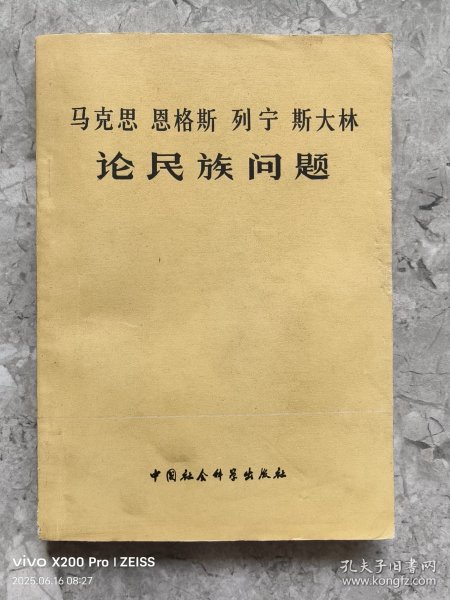 马克思 恩格斯 列宁 斯大林
论民族问题
中国社会科学出版社
vivo X200 Pro | ZEISS
2025.06.16 08:27
孔夫子旧书网
www.kongfz.com